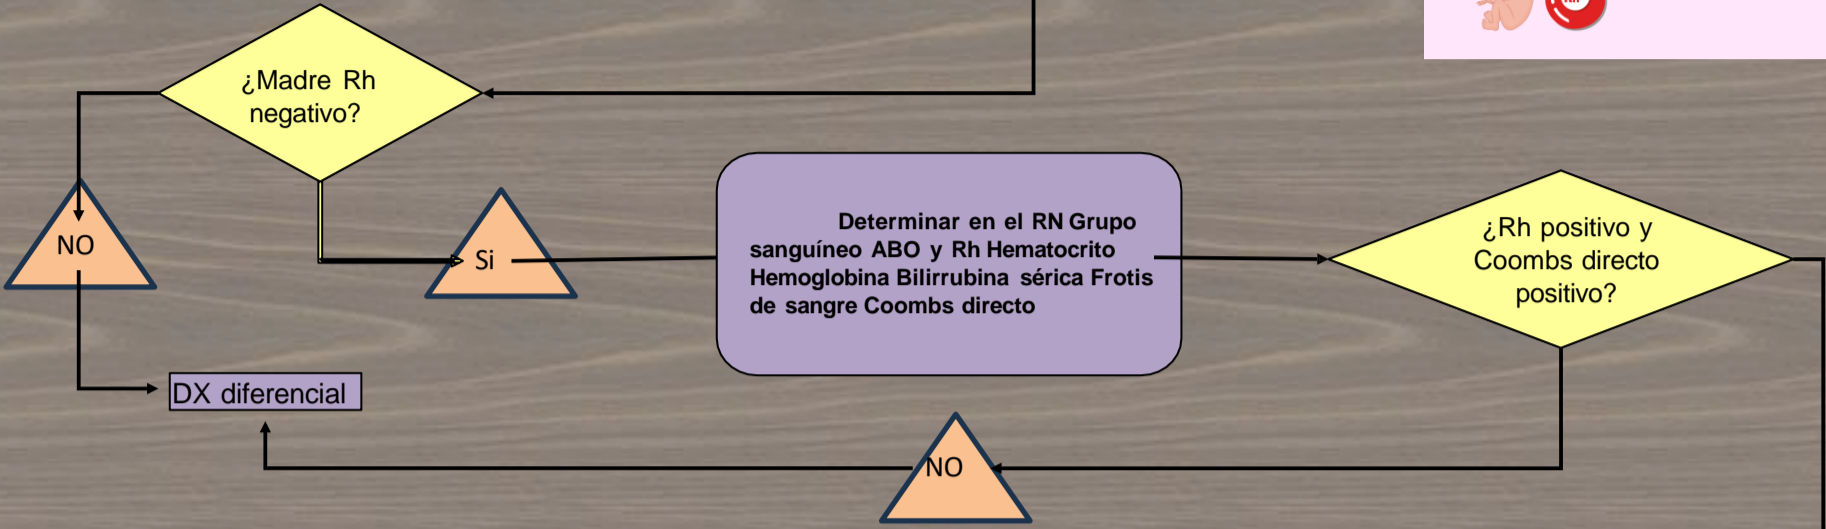 ¿Madre Rh
negativo?
NO
Si
Determinar en el RN Grupo
sanguíneo ABO y Rh Hematocrito
Hemoglobina Bilirrubina sérica Frotis
de sangre Coombs directo
¿Rh positivo y
Coombs directo
positivo?
DX diferencial
NO